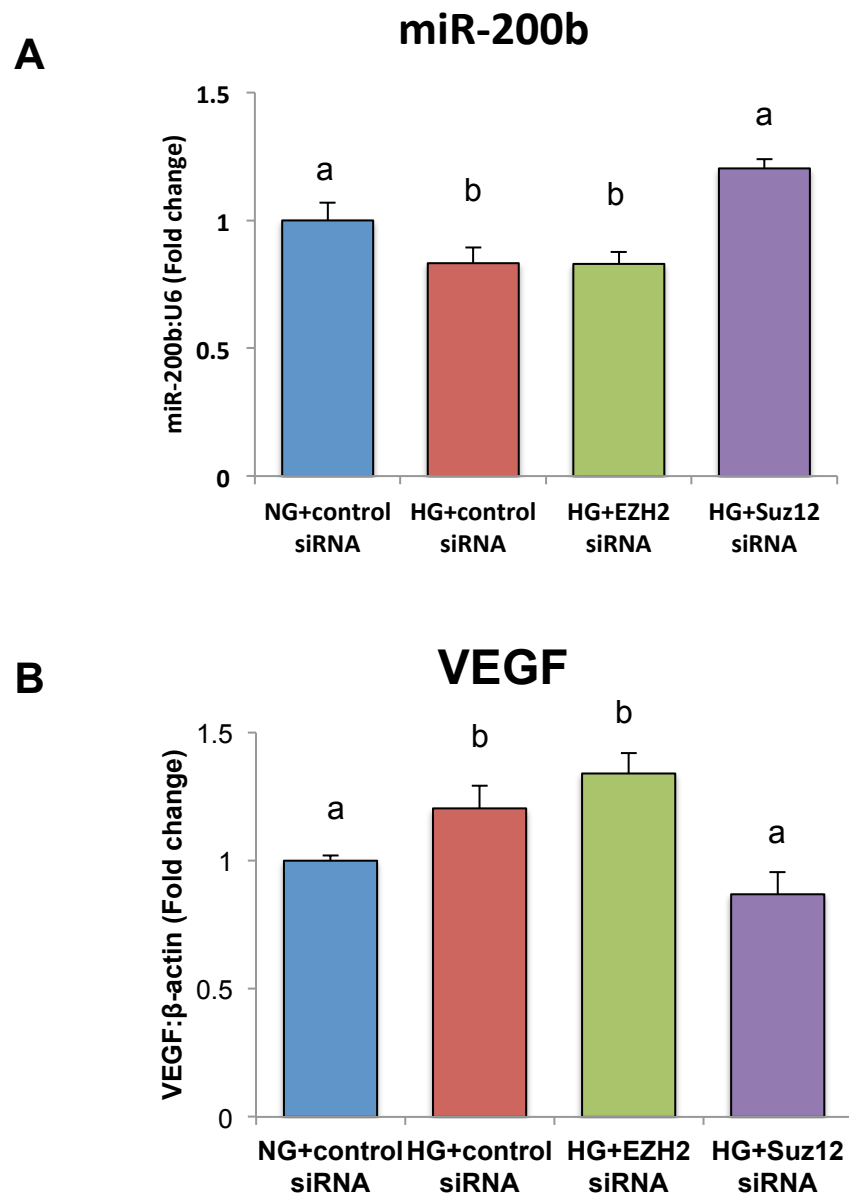 A
miR-200b
miR-200b:U6 (Fold change)
1.5
1
0.5
0
a
b
b
a
NG+control
siRNA
HG+control
siRNA
HG+EZH2
siRNA
HG+Suz12
siRNA
B
VEGF
VEGF:β-actin (Fold change)
1.5
1
0.5
0
a
b
b
a
NG+control
siRNA
HG+control
siRNA
HG+EZH2
siRNA
HG+Suz12
siRNA